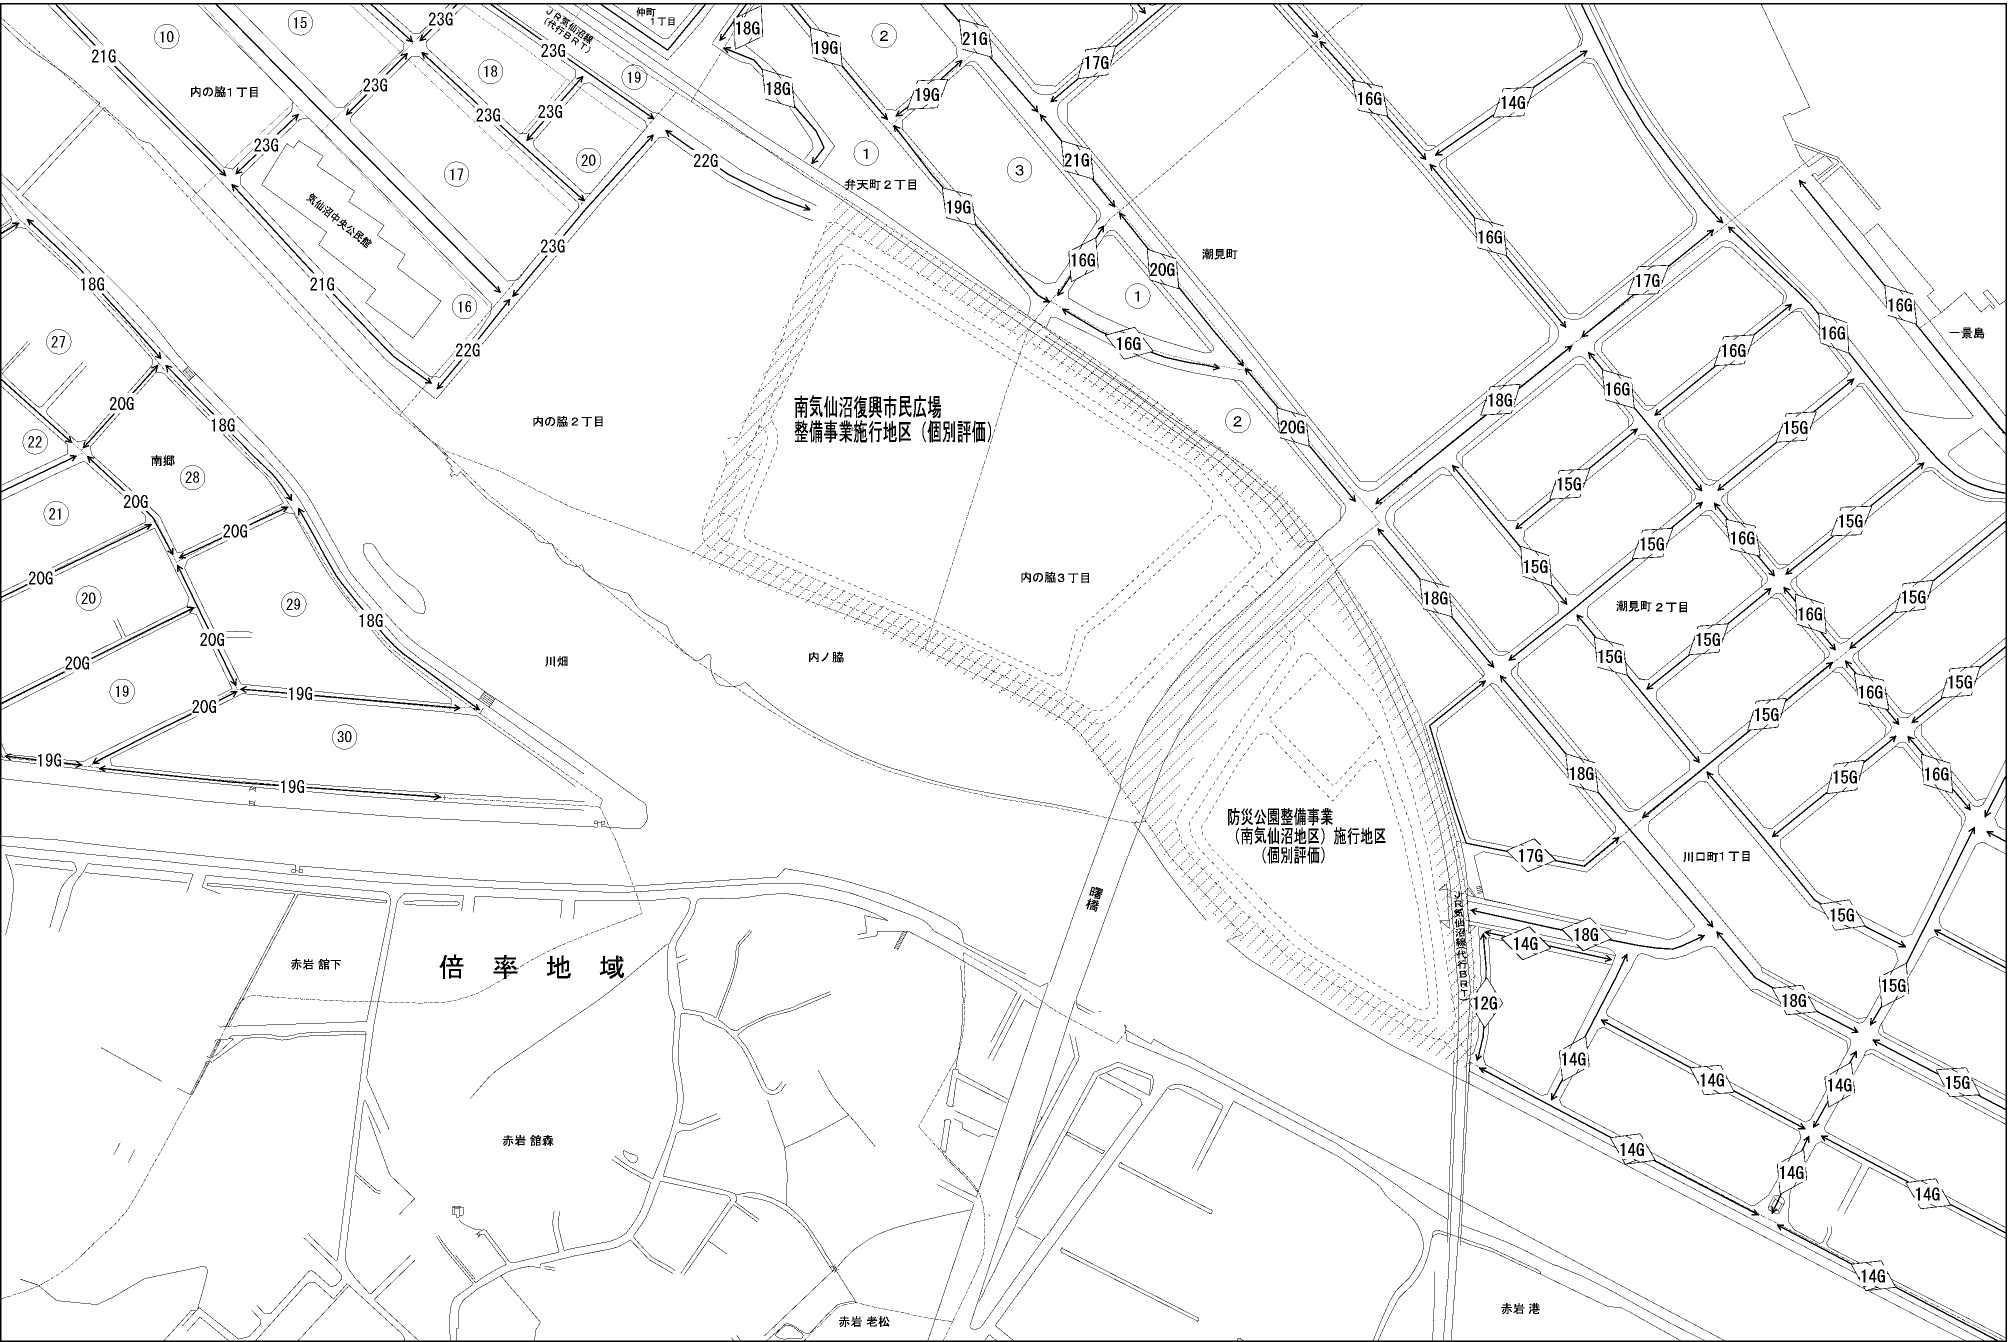 10
15
23G
18
JR気仙沼線
（代行BRT）
23G
仲町
1丁目
18G
19G
2
21G
17G
21G
内の脇1丁目
23G
23G
23G
19
18G
19G
16G
14G
23G
気仙沼中央公民館
17
20
22G
1
弁天町2丁目
3
21G
19G
18G
21G
16
23G
22G
16G
20G
潮見町
1
16G
16G
17G
16G
16G
一景島
27
20G
18G
22
南郷
28
20G
21
20G
20G
20
29
20G
18G
20G
19
20G
19G
30
19G
19G
内の脇2丁目
南気仙沼復興市民広場
整備事業施行地区（個別評価）
内の脇3丁目
川畑
内ノ脇
2
20G
18G
16G
16G
15G
15G
15G
15G
16G
15G
18G
潮見町2丁目
15G
15G
16G
15G
15G
16G
15G
15G
16G
18G
17G
川口町1丁目
15G
15G
防災公園整備事業
（南気仙沼地区）施行地区
（個別評価）
曙橋
JR気仙沼線（代行BRT）
18G
14G
12G
18G
14G
14G
14G
15G
14G
14G
14G
14G
倍率地域
赤岩 舘下
赤岩 舘森
赤岩 老松
赤岩 港